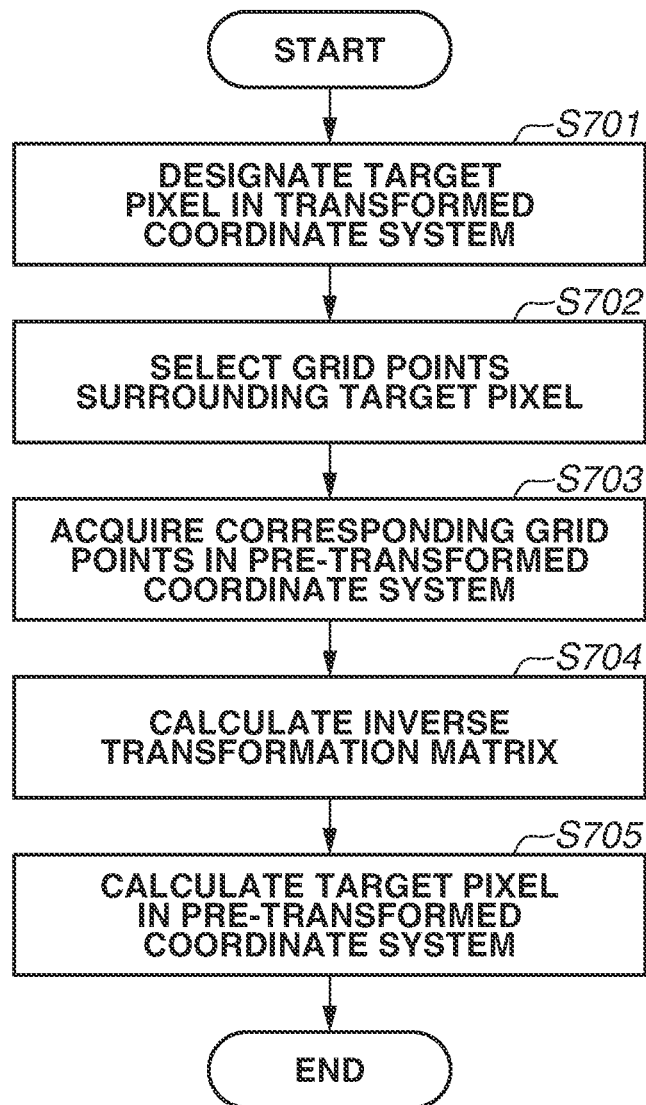 START
S701
DESIGNATE TARGET
PIXEL IN TRANSFORMED
COORDINATE SYSTEM
S702
SELECT GRID POINTS
SURROUNDING TARGET PIXEL
S703
ACQUIRE CORRESPONDING GRID
POINTS IN PRE-TRANSFORMED
COORDINATE SYSTEM
S704
CALCULATE INVERSE
TRANSFORMATION MATRIX
S705
CALCULATE TARGET PIXEL
IN PRE-TRANSFORMED
COORDINATE SYSTEM
END